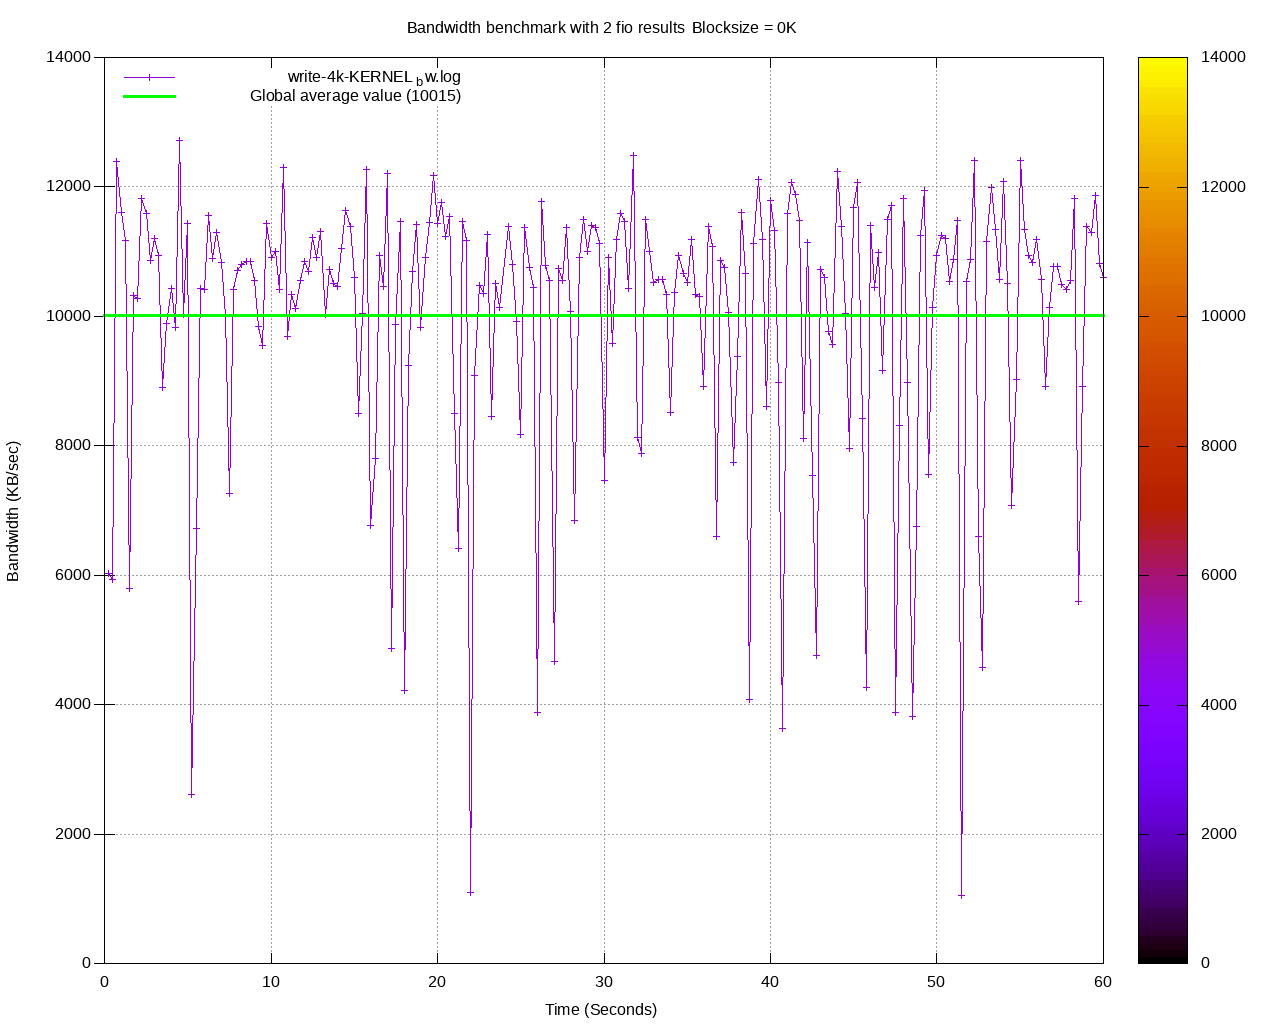 Bandwidth benchmark with 2 fio results Blocksize = 0K
write-4k-KERNEL bw.log
Global average value (10015)
14000
12000
10000
8000
6000
4000
2000
0
Bandwidth (KB/sec)
0 10 20 30 40 50 60
Time (Seconds)
14000
12000
10000
8000
6000
4000
2000
0